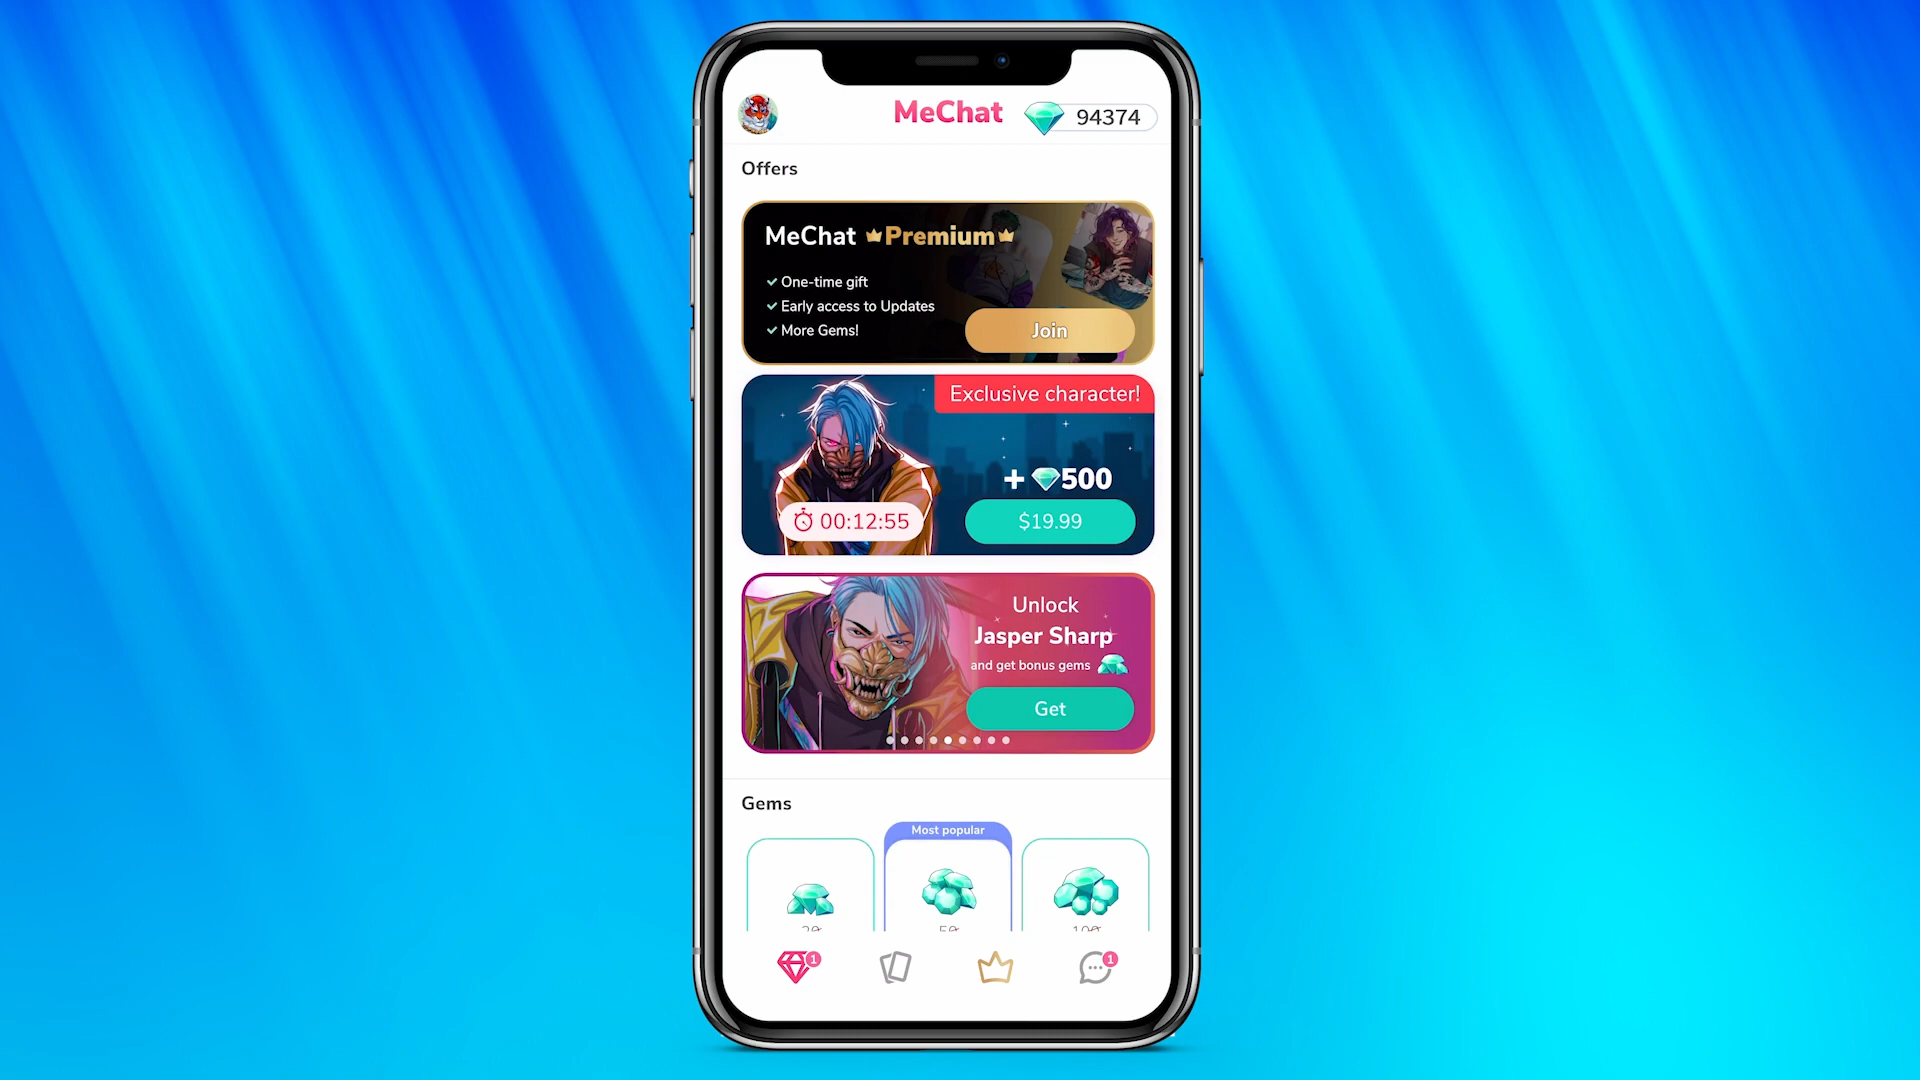 MeChat
94374
Offers
MeChat Premium
One-time gift
Early access to Updates
More Gems!
Join
Exclusive character!
+ 500
00:12:55
$19.99
Unlock
Jasper Sharp
and get bonus gems
Get
Gems
Most popular
1
1